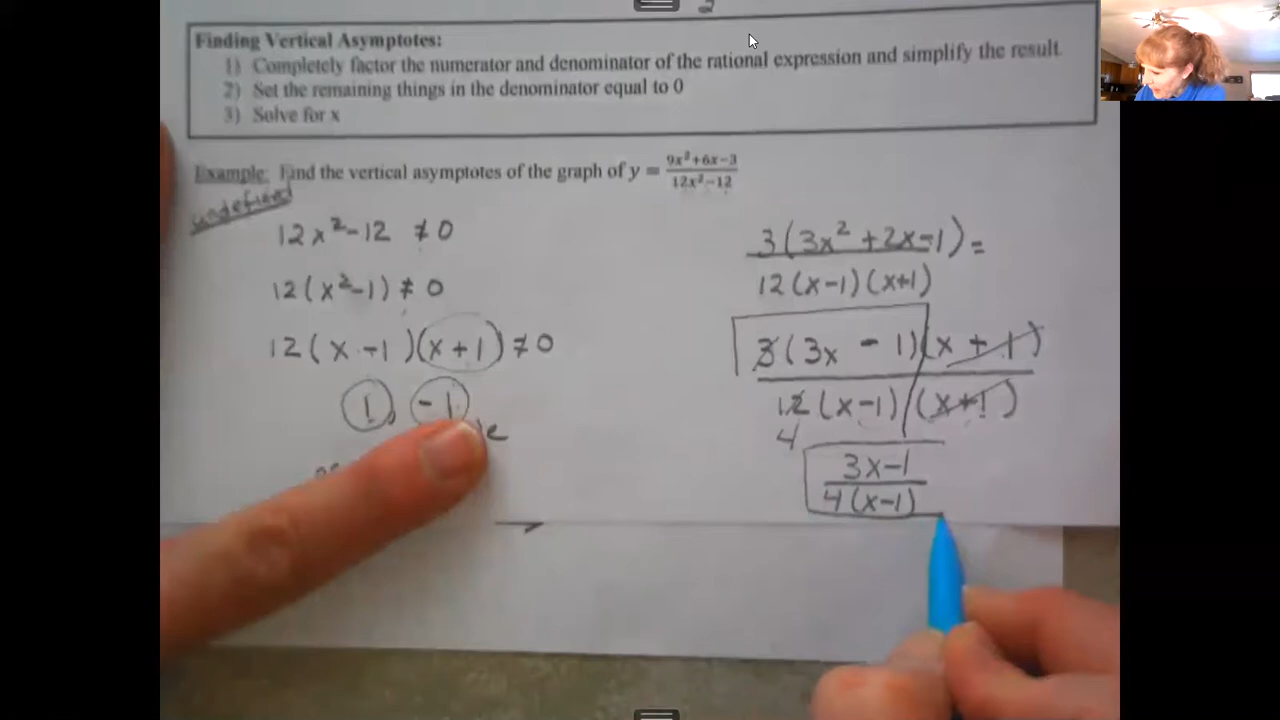 Finding Vertical Asymptotes:
1) Completely factor the numerator and denominator of the rational expression and simplify the result
2) Set the remaining things in the denominator equal to 0
3) Solve for x
Example: Find the vertical asymptotes of the graph of y = 9x²+6x-3 / 12x²-12
undefined
12x² - 12 ≠ 0
12(x² - 1) ≠ 0
12(x - 1)(x + 1) ≠ 0
1, -1
3(3x² + 2x - 1) =
12(x-1)(x+1)
3(3x - 1)(x + 1)
12(x-1)(x+1)
4
3x-1
4(x-1)